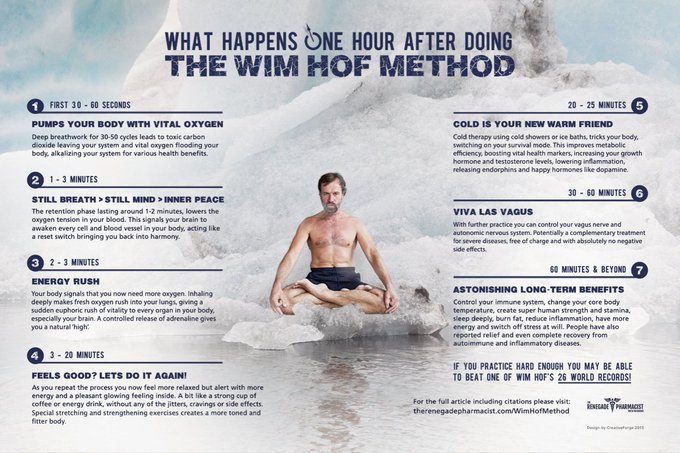 WHAT HAPPENS ONE HOUR AFTER DOING
THE WIM HOF METHOD
1 FIRST 30 - 60 SECONDS
PUMPS YOUR BODY WITH VITAL OXYGEN
Deep breathwork for 30-50 cycles leads to toxic carbon
dioxide leaving your system and vital oxygen flooding your
body, alkalizing your system for various health benefits.
2 1 - 3 MINUTES
STILL BREATH > STILL MIND > INNER PEACE
The retention phase lasting around 1-2 minutes, lowers the
oxygen tension in your blood. This signals your brain to
awaken every cell and blood vessel in your body, acting like
a reset switch bringing you back into harmony.
3 2 - 3 MINUTES
ENERGY RUSH
Your body signals that you now need more oxygen. Inhaling
deeply makes fresh oxygen rush into your lungs, giving a
sudden euphoric rush of vitality to every organ in your body,
especially your brain. A controlled release of adrenaline gives
you a natural 'high'.
4 3 - 20 MINUTES
FEELS GOOD? LETS DO IT AGAIN!
As you repeat the process you now feel more relaxed but alert with more
energy and a pleasant glowing feeling inside. A bit like a strong cup of
coffee or energy drink, without any of the jitters, cravings or side effects.
Special stretching and strengthening exercises creates a more toned and
fitter body.
20 - 25 MINUTES 5
COLD IS YOUR NEW WARM FRIEND
Cold therapy using cold showers or ice baths, tricks your body,
switching on your survival mode. This improves metabolic
efficiency, boosting vital health markers, increasing your growth
hormone and testosterone levels, lowering inflammation,
releasing endorphins and happy hormones like dopamine.
30 - 60 MINUTES 6
VIVA LAS VAGUS
With further practice you can control your vagus nerve and
autonomic nervous system. Potentially a complementary treatment
for severe diseases, free of charge and with absolutely no negative
side effects.
60 MINUTES & BEYOND 7
ASTONISHING LONG-TERM BENEFITS
Control your immune system, change your core body
temperature, create super human strength and stamina,
sleep deeply, burn fat, reduce inflammation, have more
energy and switch off stress at will. People have also
reported relief and even complete recovery from
autoimmune and inflammatory diseases.
IF YOU PRACTICE HARD ENOUGH YOU MAY BE ABLE
TO BEAT ONE OF WIM HOF'S 26 WORLD RECORDS!
For the full article including citations please visit:
therenegadepharmacist.com/WimHofMethod
THE RENEGADE PHARMACIST
Design by CreativeForge 2015